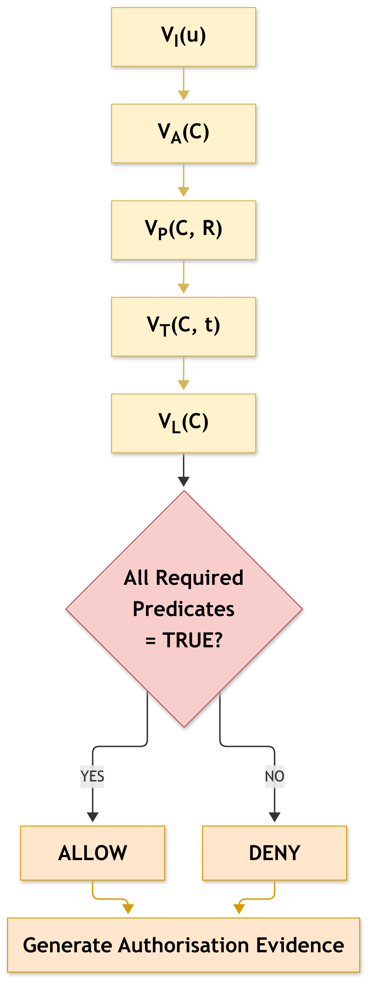 V_I(u)
V_A(C)
V_P(C, R)
V_T(C, t)
V_L(C)
All Required
Predicates
= TRUE?
YES
NO
ALLOW
DENY
Generate Authorisation Evidence